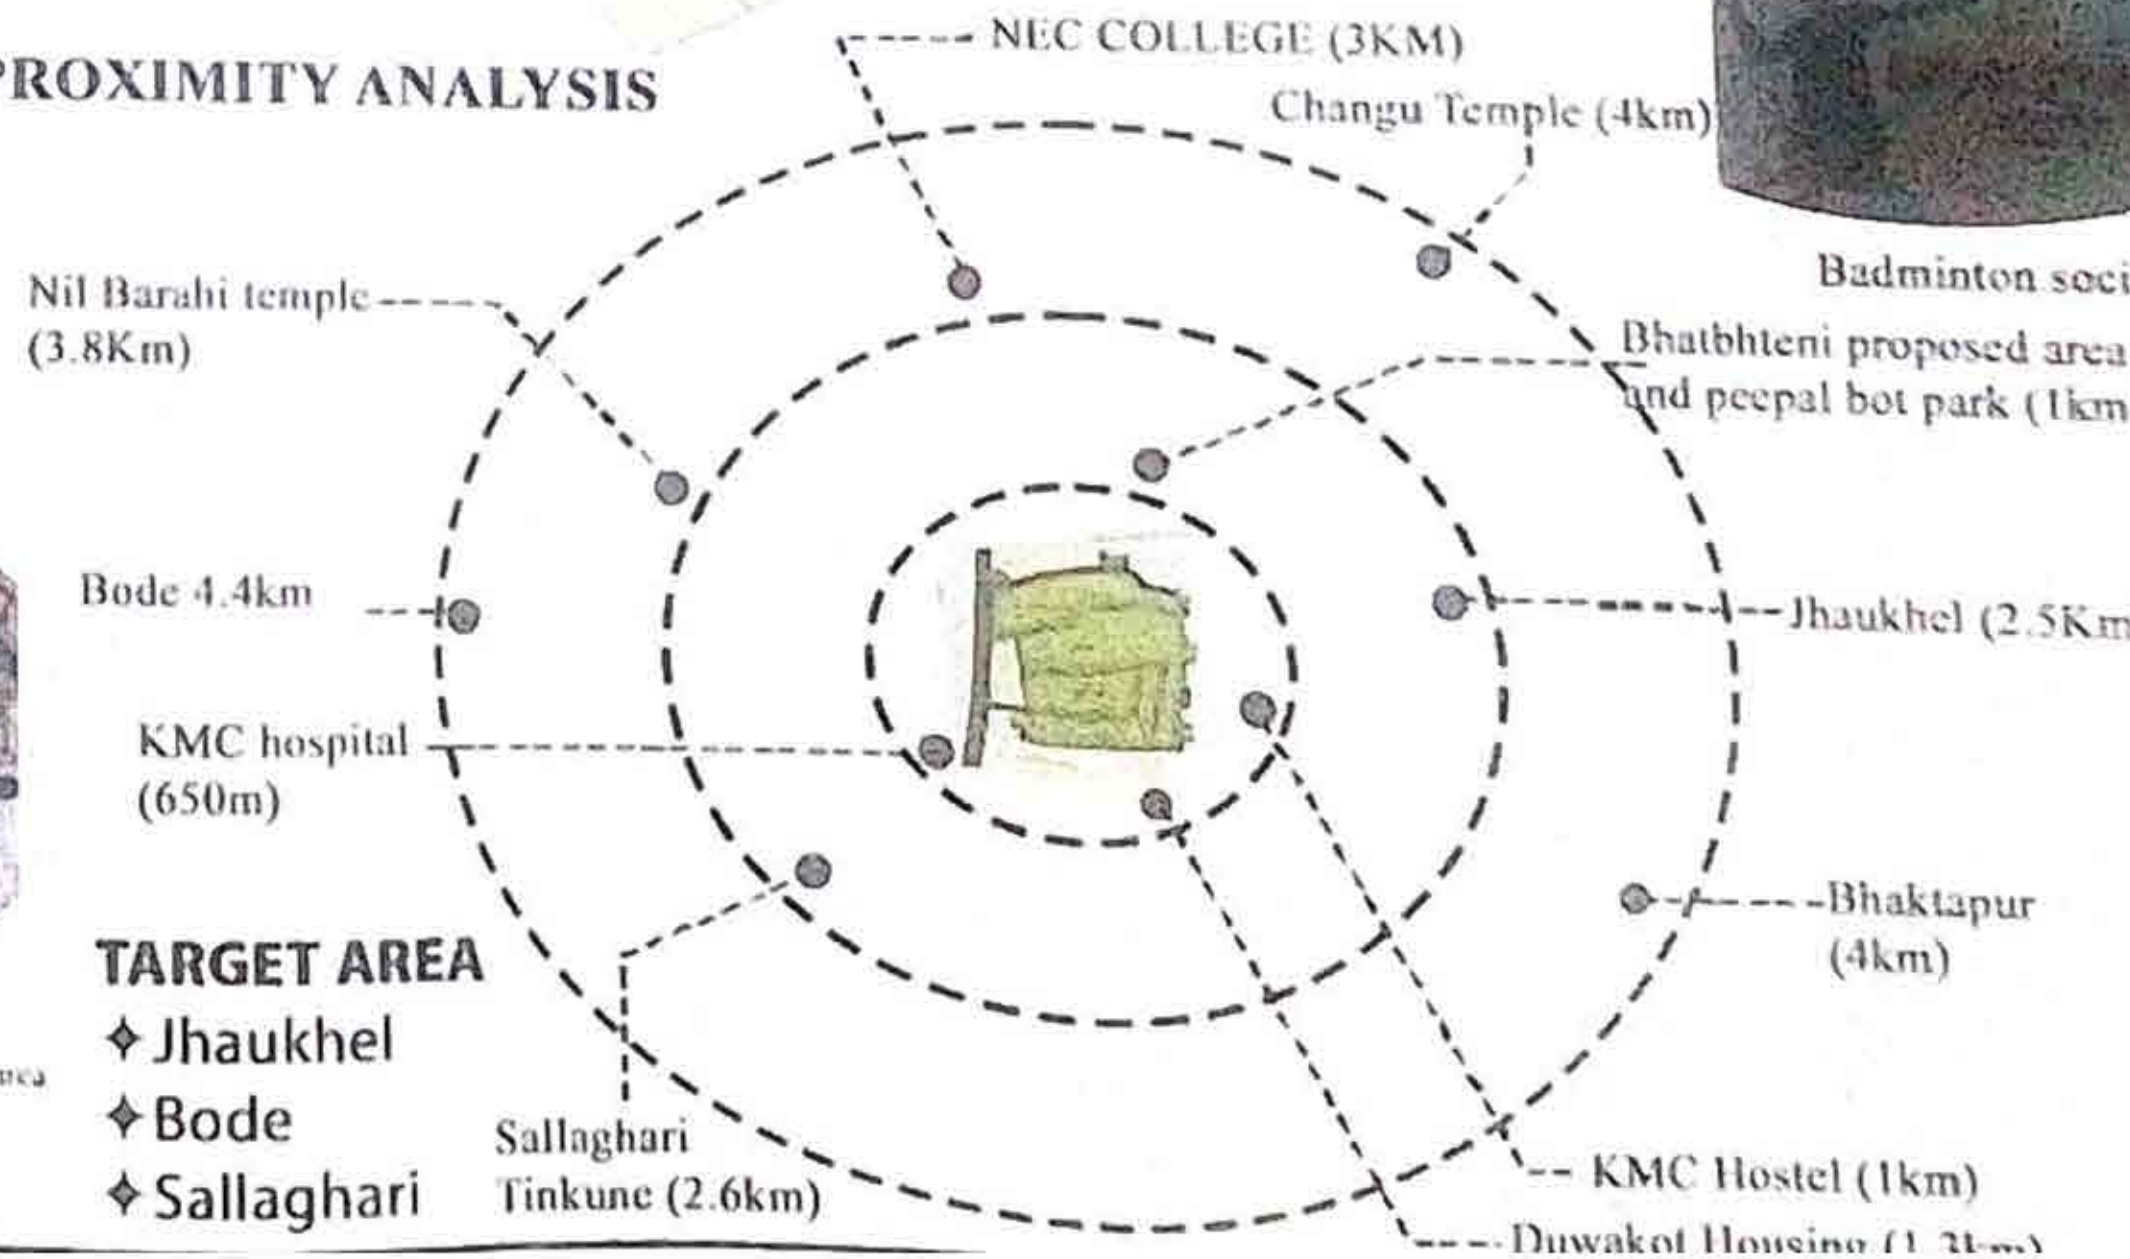 PROXIMITY ANALYSIS
NEC COLLEGE (3KM)
Changu Temple (4km)
Nil Barahi temple
(3.8Km)
Badminton soci
Bhatbhteni proposed area
and peepal bot park (1km
Bode 4.4km
Jhaukhel (2.5Km
KMC hospital
(650m)
Bhaktapur
(4km)
TARGET AREA
Jhaukhel
Bode
Sallaghari
Sallaghari
Tinkune (2.6km)
KMC Hostel (1km)
Duwakot Housing